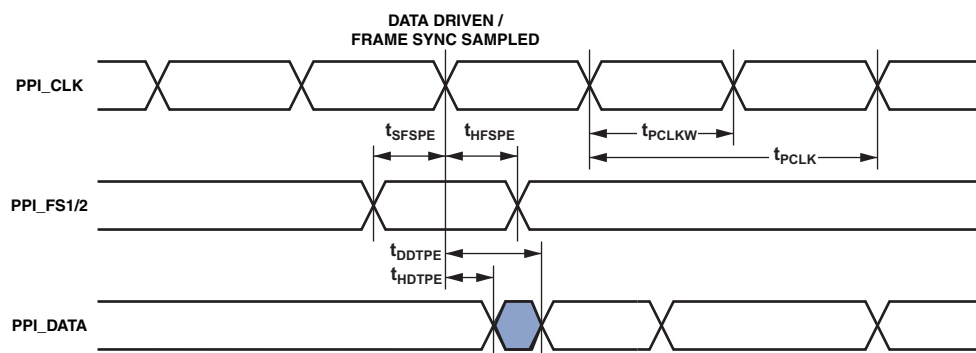 DATA DRIVEN /
FRAME SYNC SAMPLED
PPI_CLK
tSFSPE
tHFSPE
tPCLKW
tPCLK
PPI_FS1/2
tDDTPE
tHDTPE
PPI_DATA